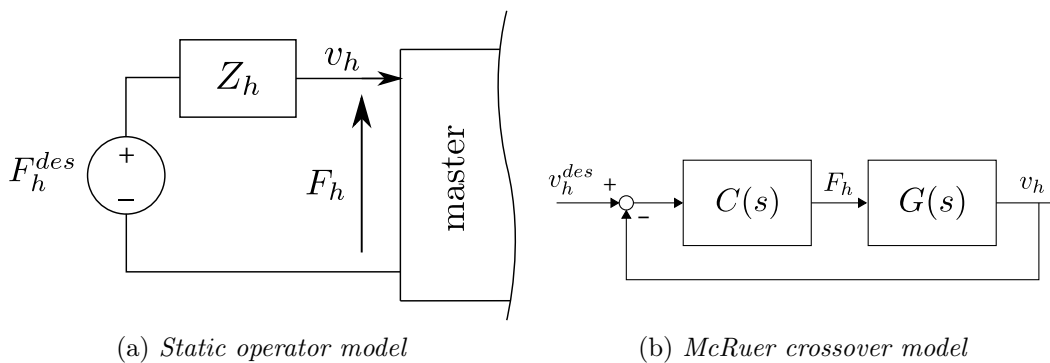 Z_h
v_h
F_h^{des}
+
−
F_h
master
(a) Static operator model
v_h^{des}
+
−
C(s)
F_h
G(s)
v_h
(b) McRuer crossover model